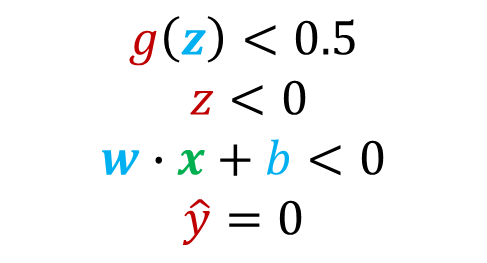 g(z) < 0.5
z < 0
w · x + b < 0
ŷ = 0